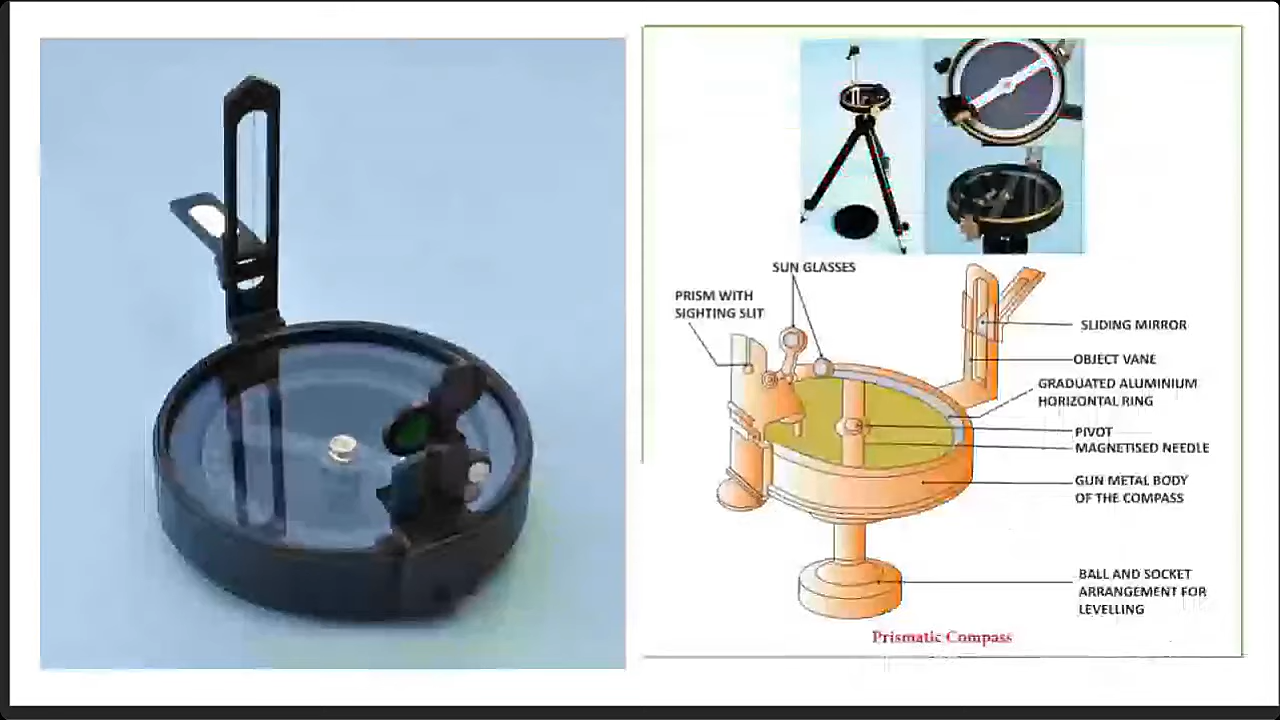 SUN GLASSES
PRISM WITH
SIGHTING SLIT
SLIDING MIRROR
OBJECT VANE
GRADUATED ALUMINIUM
HORIZONTAL RING
PIVOT
MAGNETISED NEEDLE
GUN METAL BODY
OF THE COMPASS
BALL AND SOCKET
ARRANGEMENT FOR
LEVELLING
Prismatic Compass